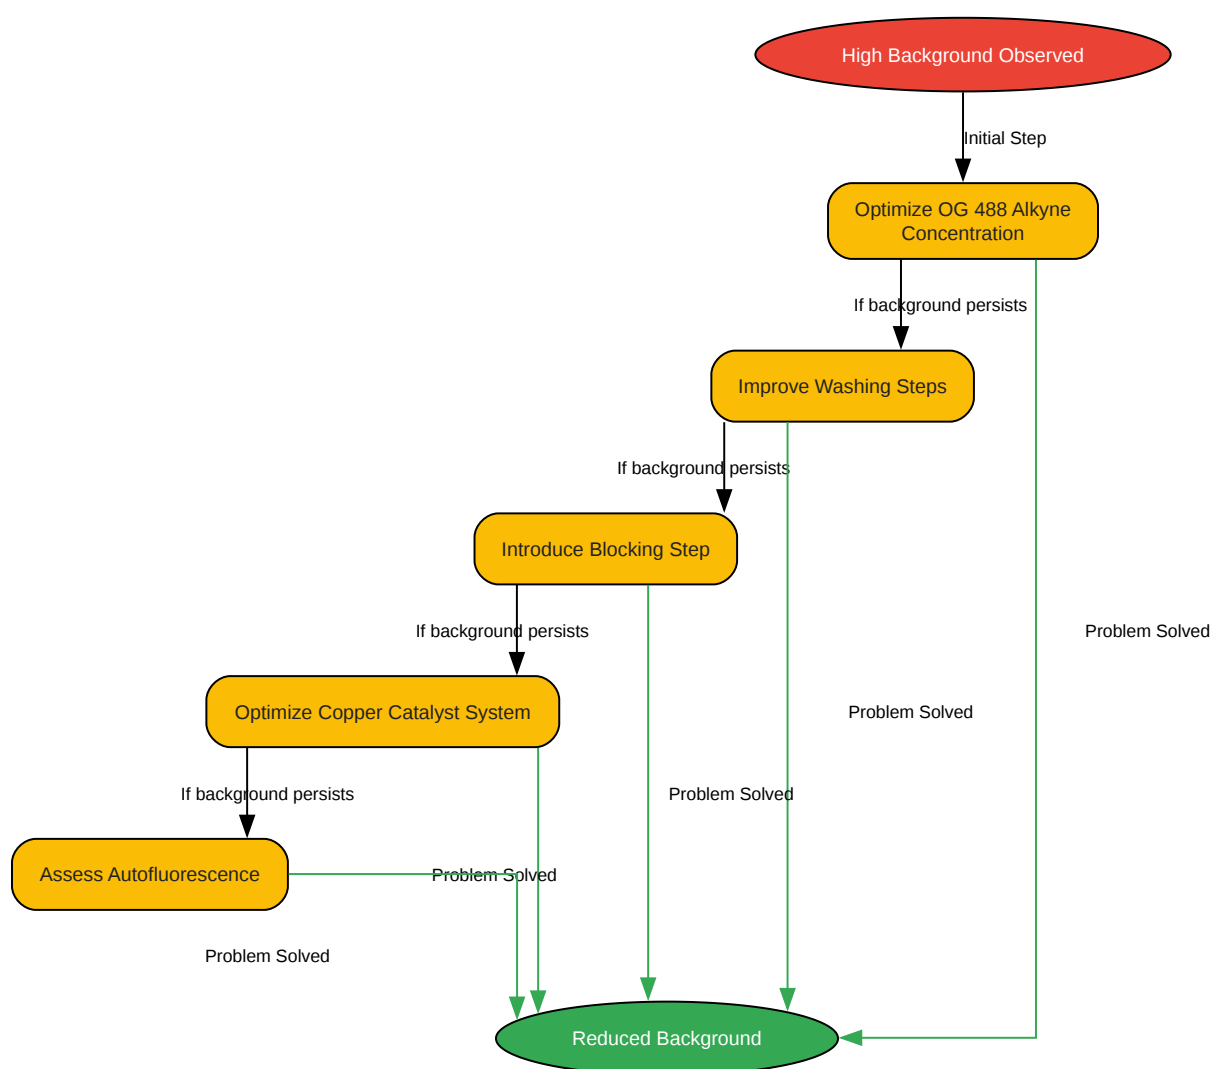 High Background Observed
Initial Step
Optimize OG 488 Alkyne
Concentration
If background persists
Improve Washing Steps
If background persists
Introduce Blocking Step
If background persists
Problem Solved
Optimize Copper Catalyst System
Problem Solved
If background persists
Problem Solved
Assess Autofluorescence
Problem Solved
Problem Solved
Reduced Background